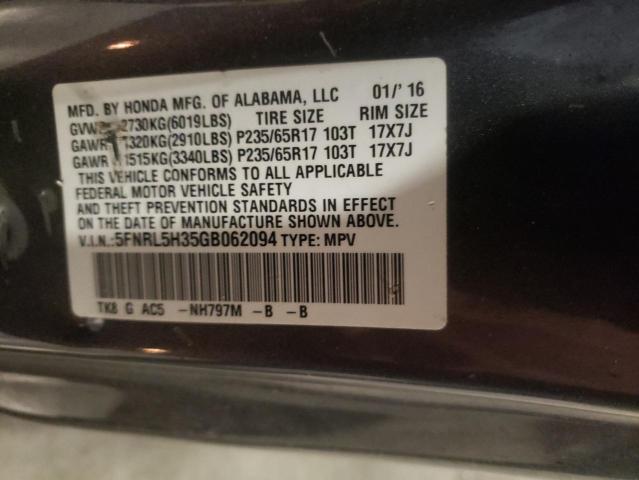 MFD. BY HONDA MFG. OF ALABAMA, LLC 01/' 16
2730KG(6019LBS) TIRE SIZE RIM SIZE
GAWR 1320KG(2910LBS) P235/65R17 103T 17X7J
GAWR 1515KG(3340LBS) P235/65R17 103T 17X7J
THIS VEHICLE CONFORMS TO ALL APPLICABLE
FEDERAL MOTOR VEHICLE SAFETY
AND THEFT PREVENTION STANDARDS IN EFFECT
ON THE DATE OF MANUFACTURE SHOWN ABOVE.
V.I.N.:5FNRL5H35GB062094 TYPE: MPV
TK8 G AC5 -NH797M -B -B